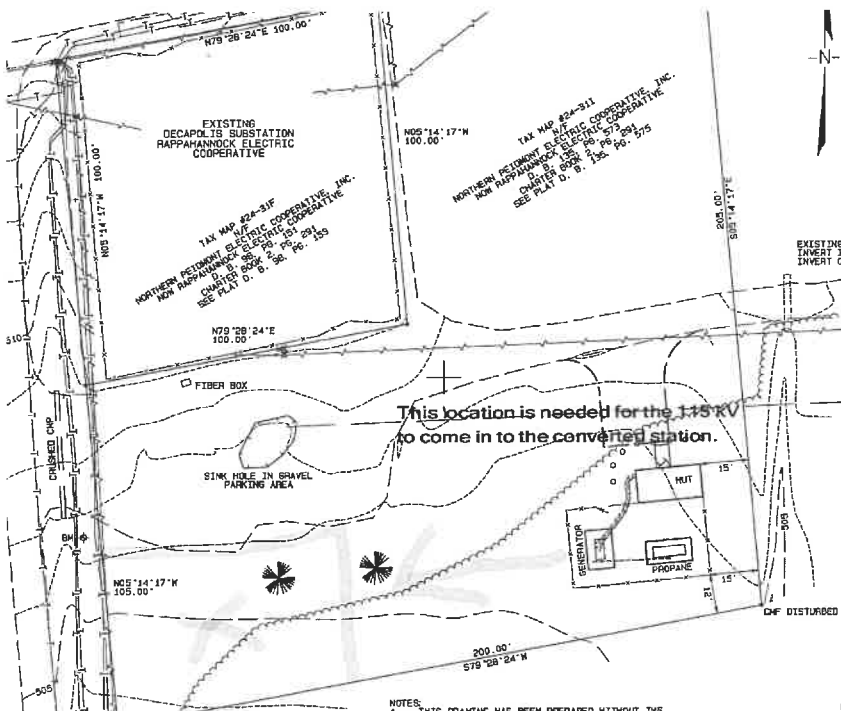 N79°28'24"E 100.00'
-N-
EXISTING
DECAPOLIS SUBSTATION
RAPPAHANNOCK ELECTRIC
COOPERATIVE
N05°14'17"W
100.00'
TAX MAP #24-31I
N/F
NORTHERN PEIDMONT ELECTRIC COOPERATIVE, INC.
NOW RAPPAHANNOCK ELECTRIC COOPERATIVE
D. B. 135, PG. 573
CHARTER BOOK 2, PG. 291
SEE PLAT D. B. 135, PG. 575
N05°14'17"W 100.00'
TAX MAP #24-31F
N/F
NORTHERN PEIDMONT ELECTRIC COOPERATIVE, INC.
NOW RAPPAHANNOCK ELECTRIC COOPERATIVE
D. B. 98, PG. 151
CHARTER BOOK 2, PG. 291
SEE PLAT D. B. 98, PG. 153
205.00'
S05°14'17"E
EXISTING
INVERT
INVERT
N79°28'24"E
100.00'
510
FIBER BOX
This location is needed for the 115 KV
to come in to the converted station.
CRUSHED CMP
SINK HOLE IN GRAVEL
PARKING AREA
15'
HUT
BM
GENERATOR
PROPANE
505
N05°14'17"W
105.00'
15'
12'
CMF DISTURBED
200.00'
S79°28'24"W
505
NOTES
THIS DRAWING HAS BEEN PREPARED WITHOUT THE